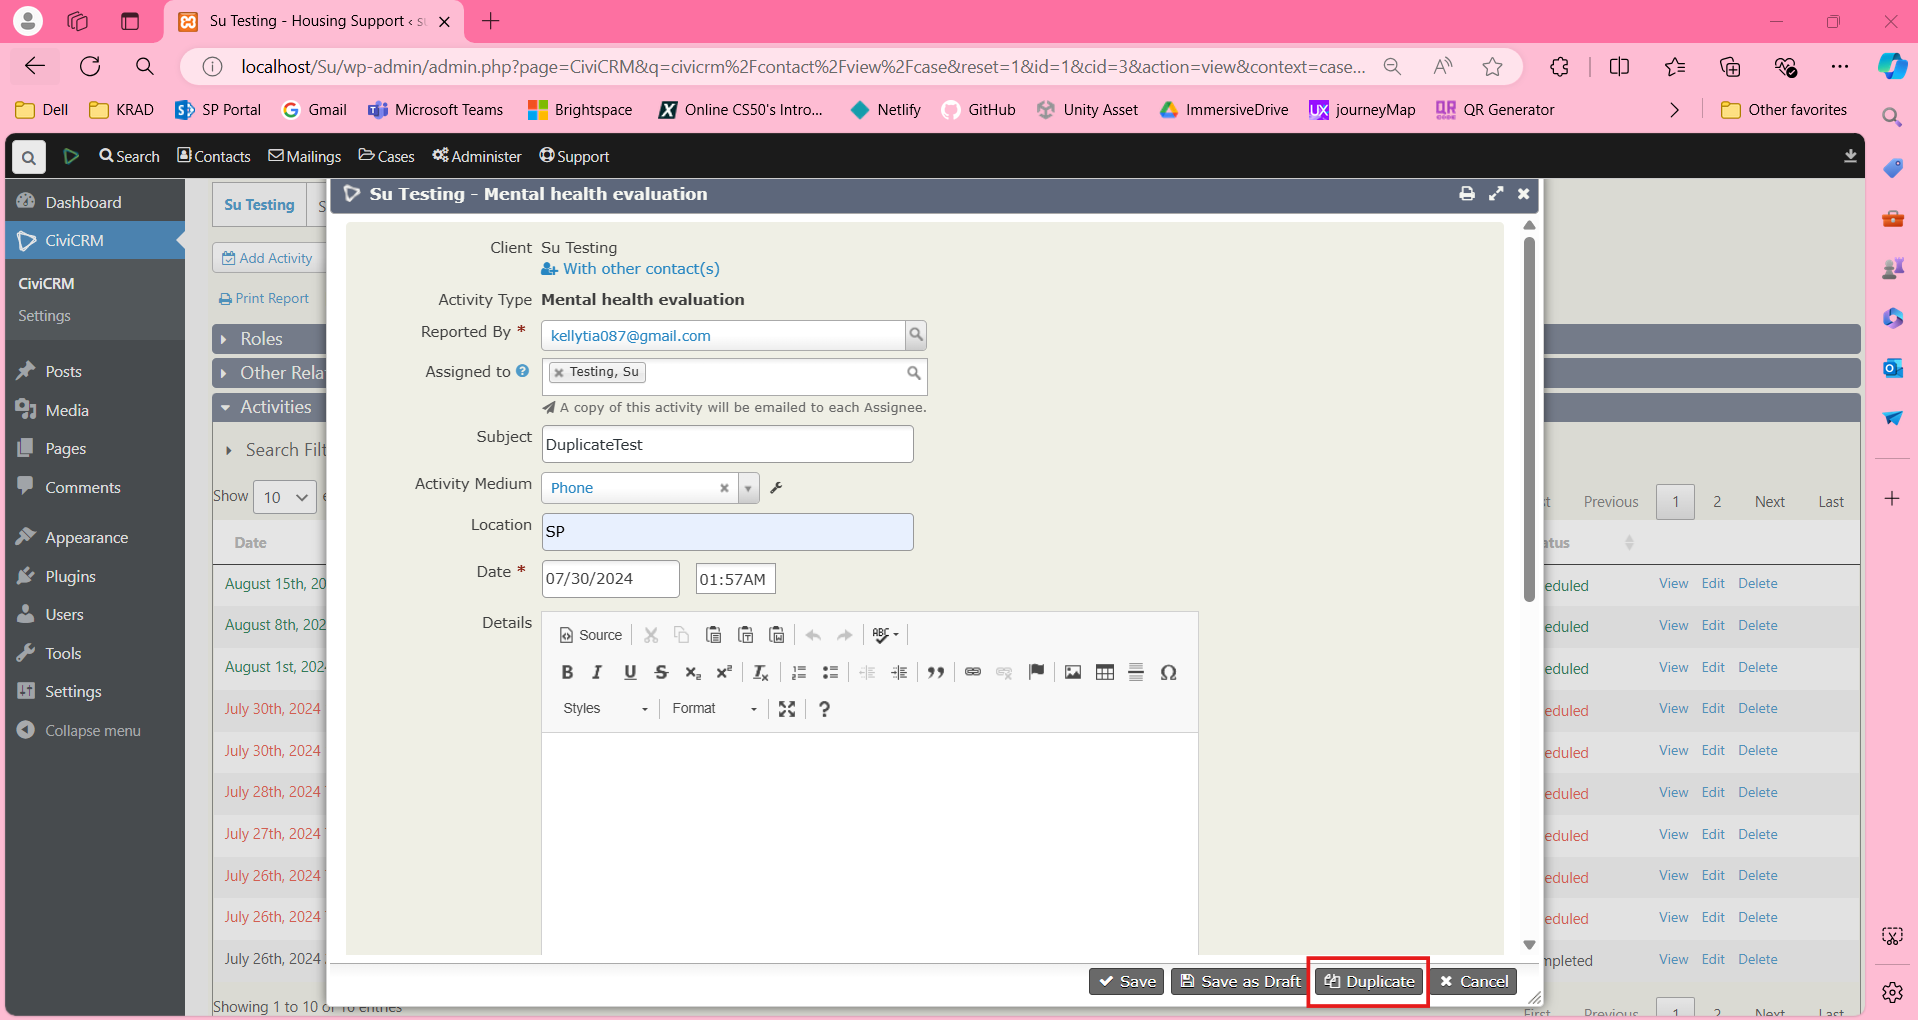 Su Testing - Housing Support ‹ su
localhost/Su/wp-admin/admin.php?page=CiviCRM&q=civicrm%2Fcontact%2Fview%2Fcase&reset=1&id=1&cid=3&action=view&context=case...
Dell KRAD SP Portal Gmail Microsoft Teams Brightspace Online CS50's Intro... Netlify GitHub Unity Asset ImmersiveDrive journeyMap QR Generator Other favorites
Search Contacts Mailings Cases Administer Support
Dashboard
CiviCRM
CiviCRM
Settings
Posts
Media
Pages
Comments
Appearance
Plugins
Users
Tools
Settings
Collapse menu
Su Testing
Add Activity
Print Report
Roles
Other Rela
Activities
Search Filt
Show 10
Date
August 15th, 20
August 8th, 202
August 1st, 202
July 30th, 2024
July 30th, 2024
July 28th, 2024
July 27th, 2024
July 26th, 2024
July 26th, 2024
July 26th, 2024
Showing 1 to 10 of 10 entries
Su Testing - Mental health evaluation
Client Su Testing
With other contact(s)
Activity Type Mental health evaluation
Reported By * kellytia087@gmail.com
Assigned to ? Testing, Su
A copy of this activity will be emailed to each Assignee.
Subject DuplicateTest
Activity Medium Phone
Location SP
Date * 07/30/2024 01:57AM
Details
Source
ABC
B I U S x₂ x² Tx
Styles Format ?
Save Save as Draft Duplicate Cancel
st Previous 1 2 Next Last
atus
eduled View Edit Delete
eduled View Edit Delete
eduled View Edit Delete
eduled View Edit Delete
eduled View Edit Delete
eduled View Edit Delete
eduled View Edit Delete
eduled View Edit Delete
eduled View Edit Delete
mpleted View Edit Delete
First Previous 1 2 Next Last